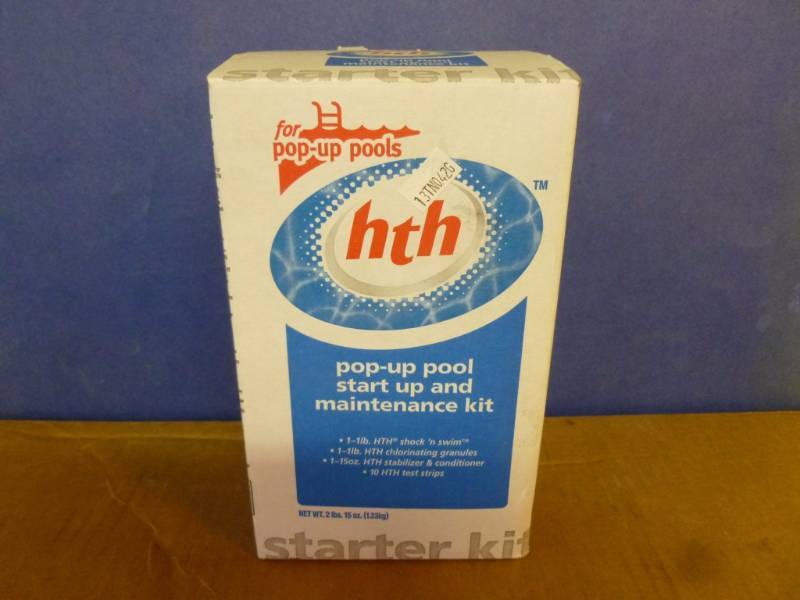 hth
starter kit
for
pop-up pools
13TN042G
TM
hth
pop-up pool
start up and
maintenance kit
• 1-1lb. HTH® shock 'n swim™
• 1-1lb. HTH chlorinating granules
• 1-15oz. HTH stabilizer & conditioner
• 10 HTH test strips
NET WT. 2 lbs. 15 oz. (1.33kg)
starter kit